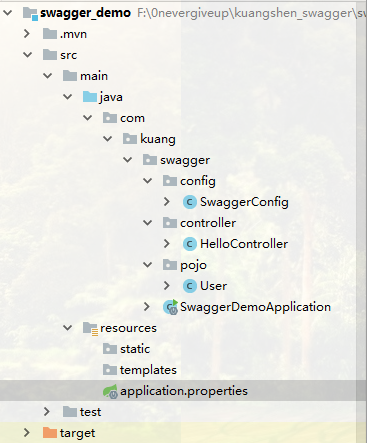 swagger_demo F:\0nevergiveup\kuangshen_swagger\sw
.mvn
src
main
java
com
kuang
swagger
config
SwaggerConfig
controller
HelloController
pojo
User
SwaggerDemoApplication
resources
static
templates
application.properties
test
target